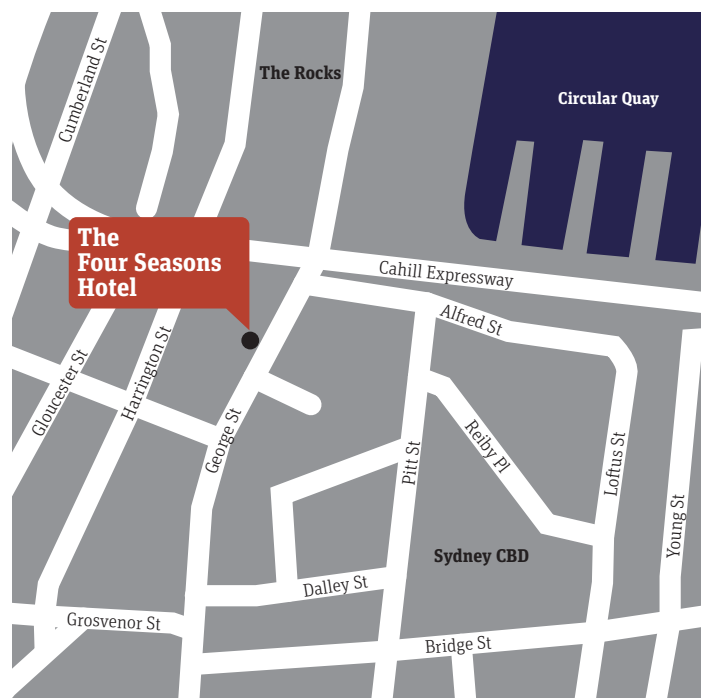 Cumberland St
The Rocks
Circular Quay
The
Four Seasons
Hotel
Cahill Expressway
Alfred St
Gloucester St
Harrington St
George St
Pitt St
Reiby Pl
Loftus St
Young St
Sydney CBD
Dalley St
Grosvenor St
Bridge St